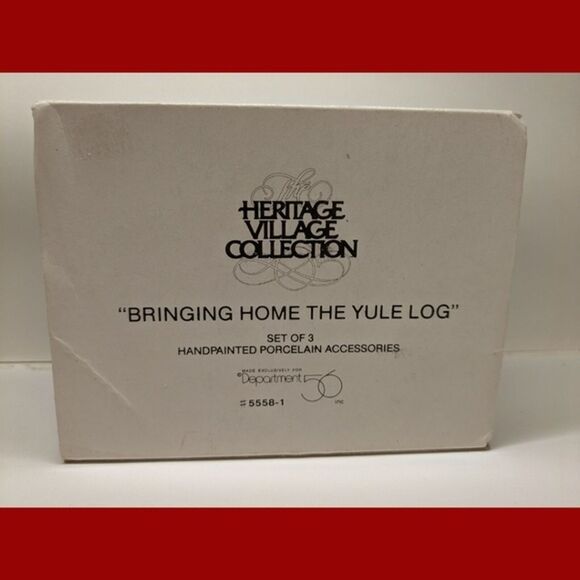 The
HERITAGE
VILLAGE
COLLECTION
"BRINGING HOME THE YULE LOG"
SET OF 3
HANDPAINTED PORCELAIN ACCESSORIES
MADE EXCLUSIVELY FOR
©Department 56 inc
# 5558-1